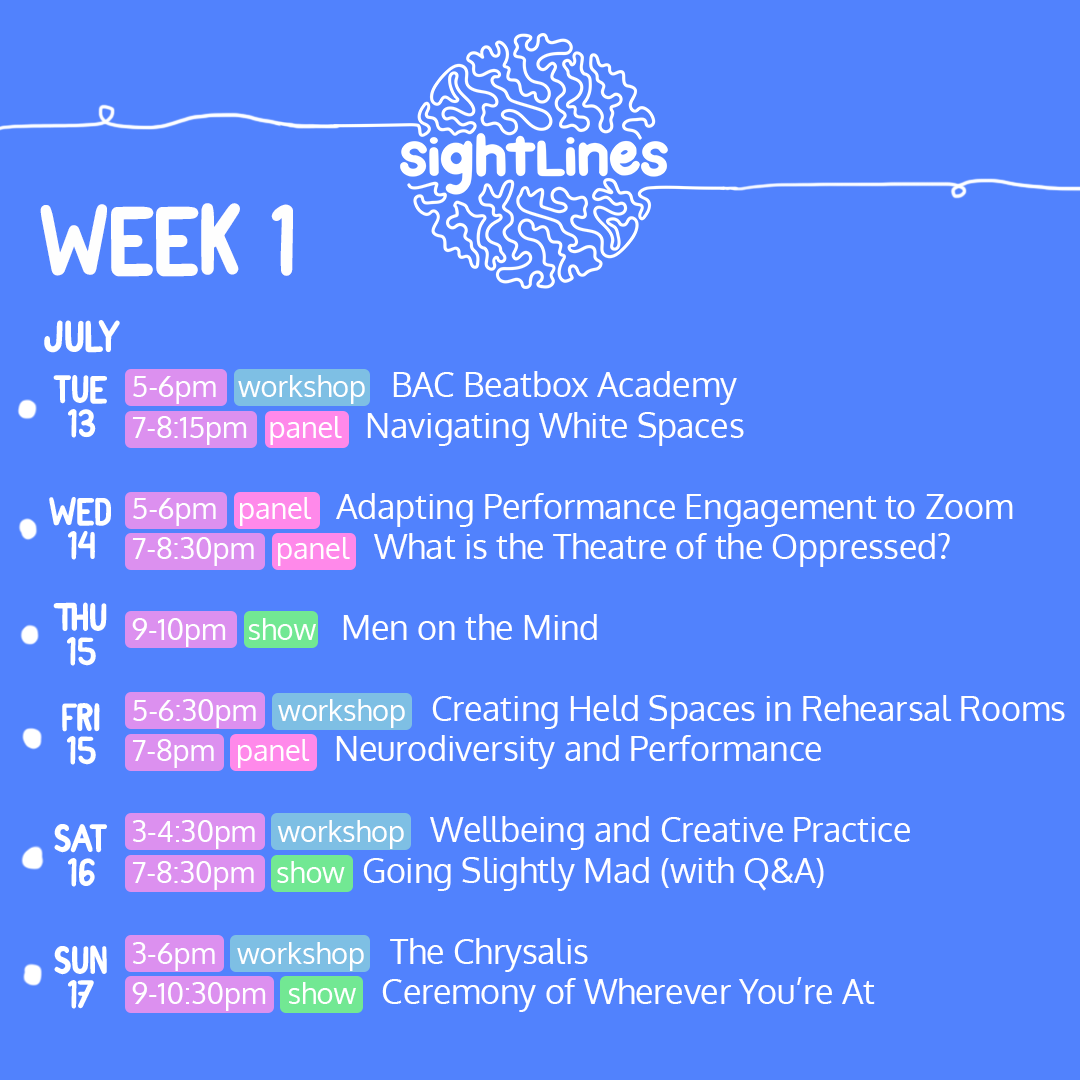 sightLines
WEEK 1
JULY
TUE 13
5-6pm workshop BAC Beatbox Academy
7-8:15pm panel Navigating White Spaces
WED 14
5-6pm panel Adapting Performance Engagement to Zoom
7-8:30pm panel What is the Theatre of the Oppressed?
THU 15
9-10pm show Men on the Mind
FRI 15
5-6:30pm workshop Creating Held Spaces in Rehearsal Rooms
7-8pm panel Neurodiversity and Performance
SAT 16
3-4:30pm workshop Wellbeing and Creative Practice
7-8:30pm show Going Slightly Mad (with Q&A)
SUN 17
3-6pm workshop The Chrysalis
9-10:30pm show Ceremony of Wherever You're At